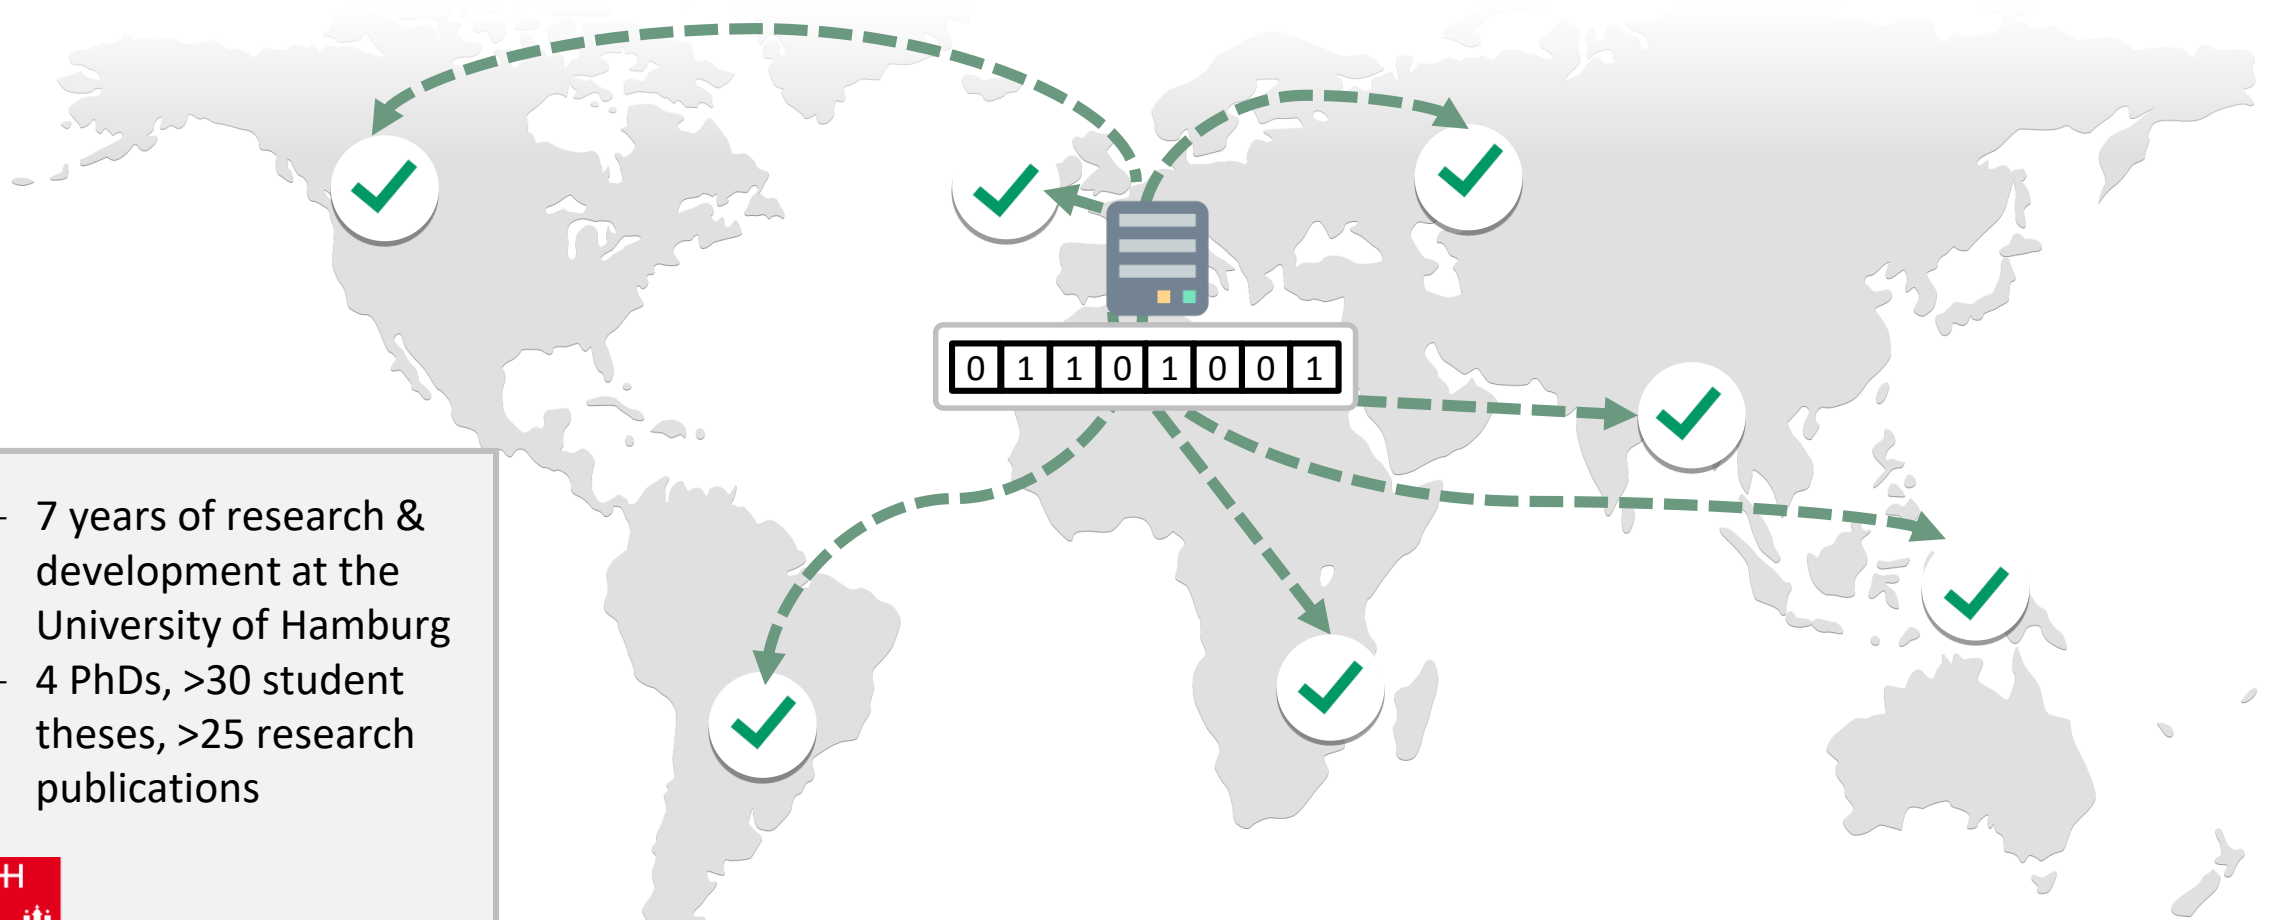 0 1 1 0 1 0 0 1
- 7 years of research &
development at the
University of Hamburg
- 4 PhDs, >30 student
theses, >25 research
publications
H